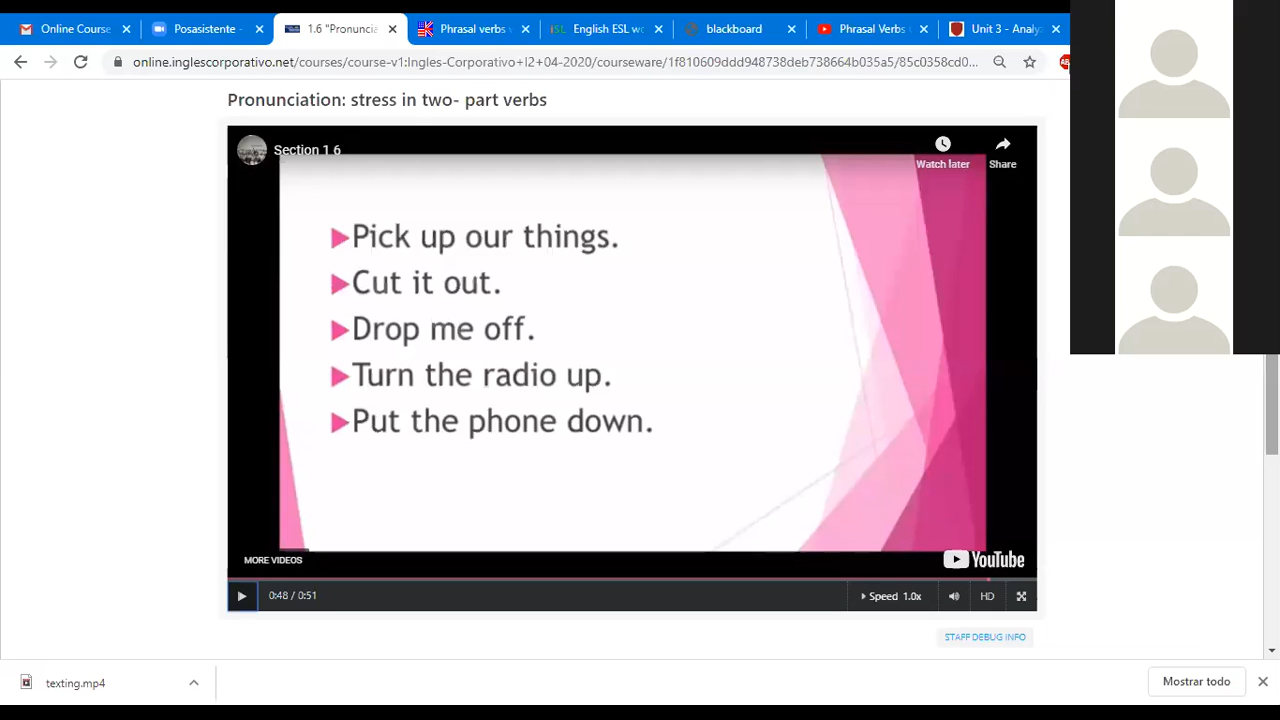 Online Course
Posasistente -
1.6 "Pronuncia
Phrasal verbs v
ISL English ESL wo
blackboard
Phrasal Verbs
Unit 3 - Analy
online.inglescorporativo.net/courses/course-v1:Ingles-Corporativo+I2+04-2020/courseware/1f810609ddd948738deb738664b035a5/85c0358cd0...
Pronunciation: stress in two- part verbs
Section 1 6
Watch later
Share
Pick up our things.
Cut it out.
Drop me off.
Turn the radio up.
Put the phone down.
MORE VIDEOS
YouTube
0:48 / 0:51
Speed 1.0x
HD
STAFF DEBUG INFO
texting.mp4
Mostrar todo